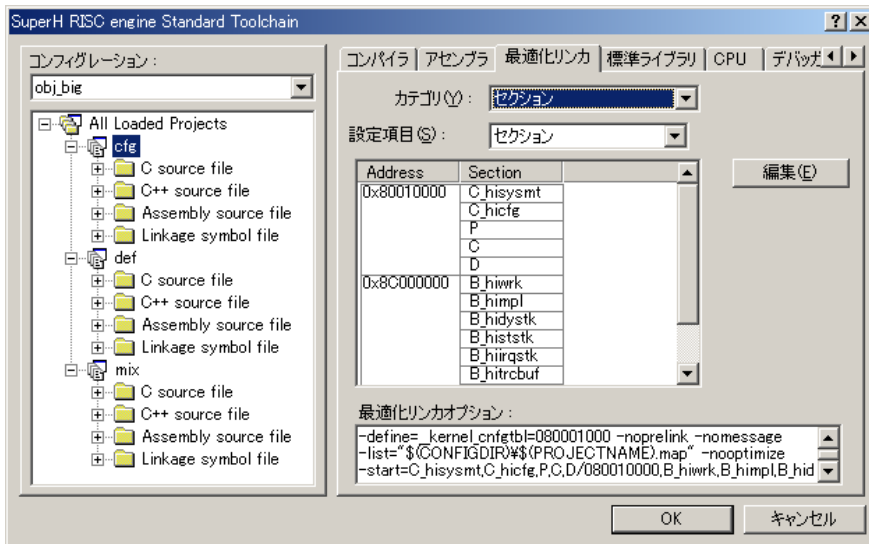 SuperH RISC engine Standard Toolchain
コンフィグレーション :
obj_big
All Loaded Projects
cfg
C source file
C++ source file
Assembly source file
Linkage symbol file
def
C source file
C++ source file
Assembly source file
Linkage symbol file
mix
C source file
C++ source file
Assembly source file
Linkage symbol file
コンパイラ アセンブラ 最適化リンカ 標準ライブラリ CPU デバッガ
カテゴリ(Y) : セクション
設定項目(S) : セクション
Address Section
0x80010000 C_hisysmt
C_hicfg
P
C
D
0x8C000000 B_hiwrk
B_himpl
B_hidystk
B_hististk
B_hiirqstk
B_hitrcbuf
編集(E)
最適化リンカオプション :
-define=__kernel_cnfgtbl=080001000 -noprelink -nomessage
-list="$(CONFIGDIR)¥$(PROJECTNAME).map" -nooptimize
-start=C_hisysmt,C_hicfg,P,C,D/080010000,B_hiwrk,B_himpl,B_hid
OK キャンセル